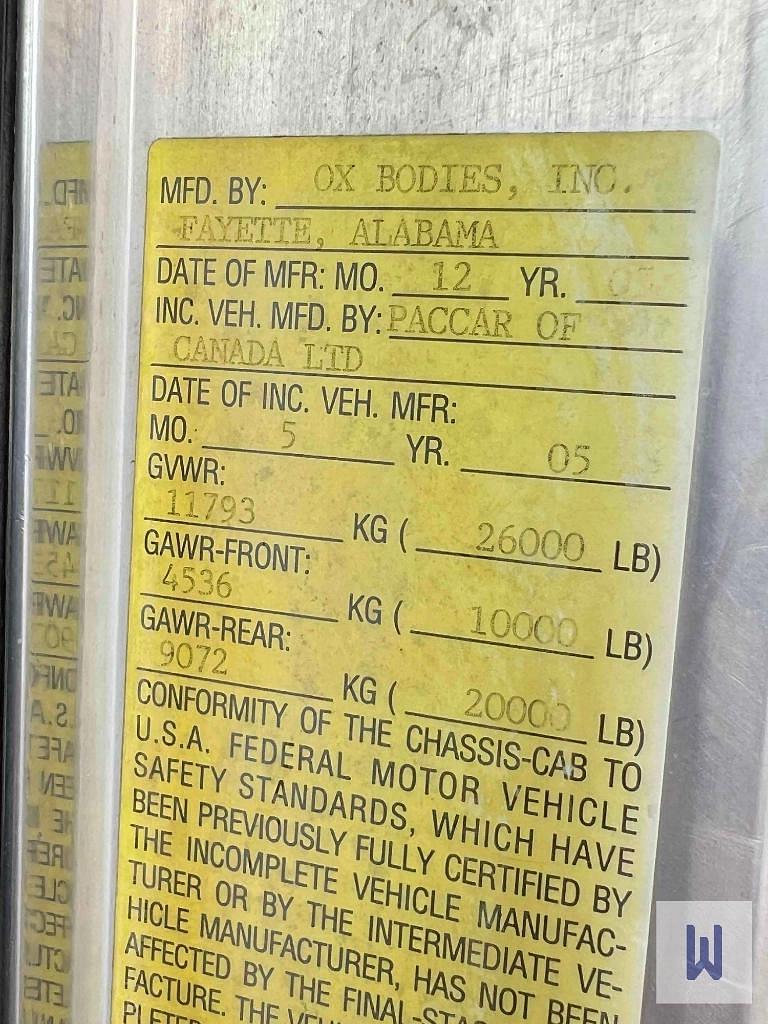 MFD. BY: OX BODIES, INC.
FAYETTE, ALABAMA
DATE OF MFR: MO. 12 YR.
INC. VEH. MFD. BY: PACCAR OF
CANADA LTD
DATE OF INC. VEH. MFR:
MO. 5 YR. 05
GVWR:
11793 KG ( 26000 LB)
GAWR-FRONT:
4536 KG ( 10000 LB)
GAWR-REAR:
9072 KG ( 20000 LB)
CONFORMITY OF THE CHASSIS-CAB TO
U.S.A. FEDERAL MOTOR VEHICLE
SAFETY STANDARDS, WHICH HAVE
BEEN PREVIOUSLY FULLY CERTIFIED BY
THE INCOMPLETE VEHICLE MANUFAC-
TURER OR BY THE INTERMEDIATE VE-
HICLE MANUFACTURER, HAS NOT BEEN
AFFECTED BY THE FINAL-
FACTURE. THE
W